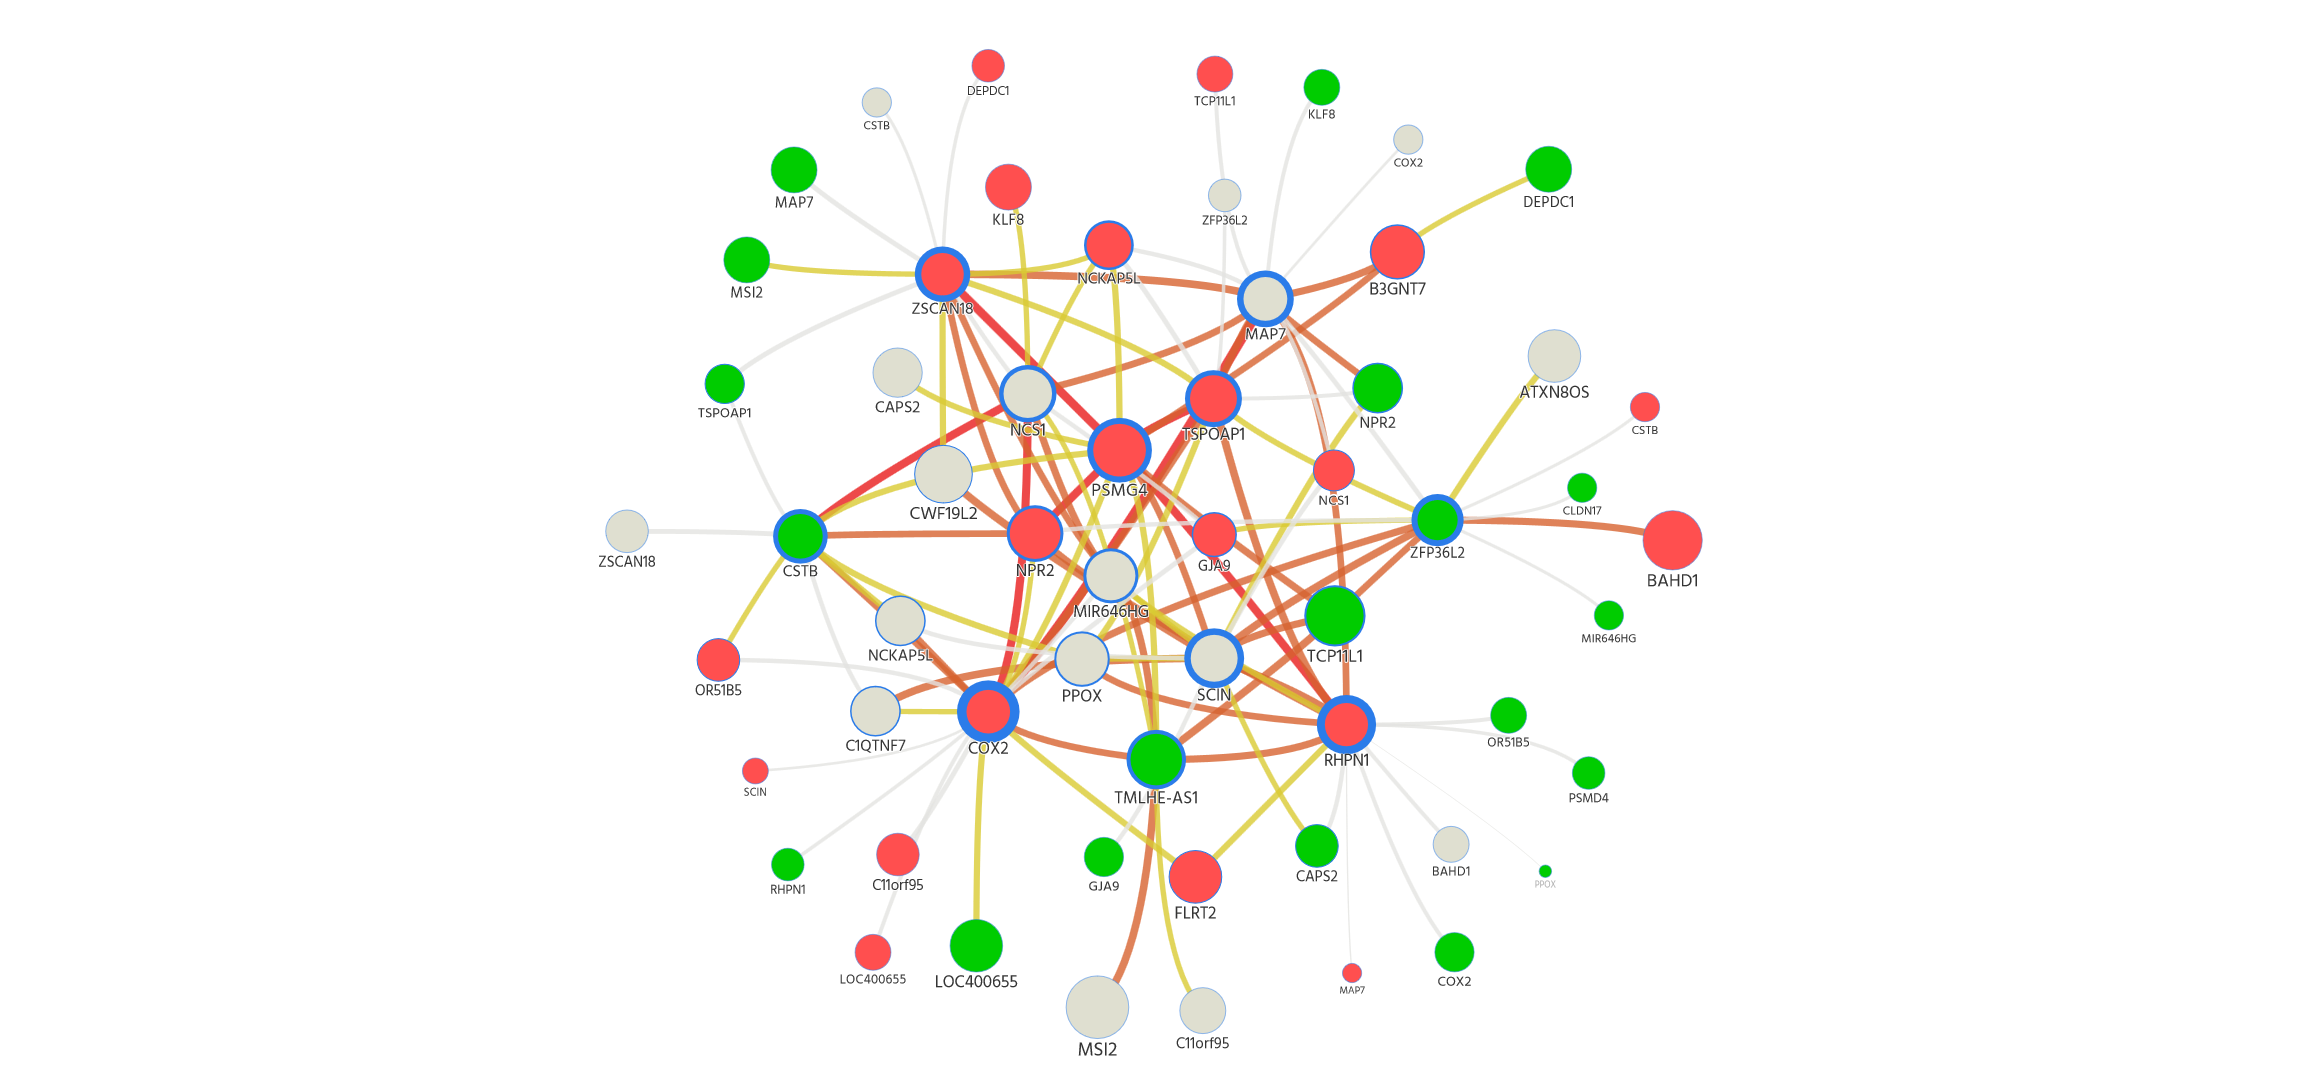 DEPDC1
TCP11L1
KLF8
CSTB
COX2
MAP7
DEPDC1
KLF8
ZFP36L2
NCKAP5L
B3GNT7
MSI2
ZSCAN18
MAP7
ATXN8OS
TSPOAP1
CAPS2
NPR2
NCS1
TSPOAP1
CSTB
PSMG4
NCS1
CWF19L2
CLDN17
ZFP36L2
ZSCAN18
CSTB
NPR2
GJA9
BAHD1
MIR646HG
MIR646HG
NCKAP5L
TCP11L1
OR51B5
PPOX
SCIN
C1QTNF7
COX2
RHPN1
OR51B5
SCIN
TMLHE-AS1
PSMD4
RHPN1
C11orf95
GJA9
CAPS2
BAHD1
PPOX
FLRT2
LOC400655
LOC400655
MAP7
COX2
MSI2
C11orf95